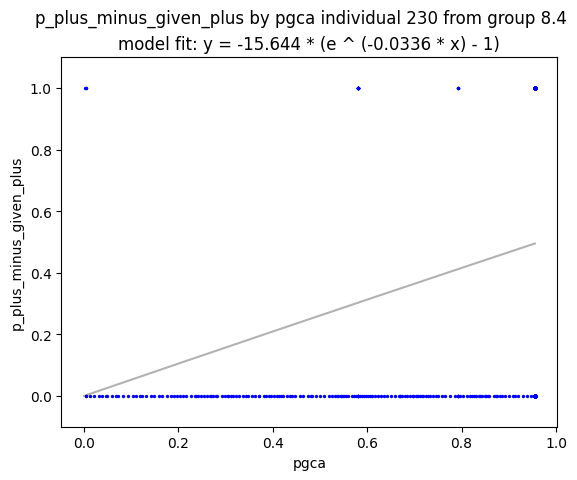 p_plus_minus_given_plus by pgca individual 230 from group 8.4
model fit: y = -15.644 * (e ^ (-0.0336 * x) - 1)
1.0
0.8
0.6
0.4
0.2
0.0
p_plus_minus_given_plus
0.0 0.2 0.4 0.6 0.8 1.0
pgca